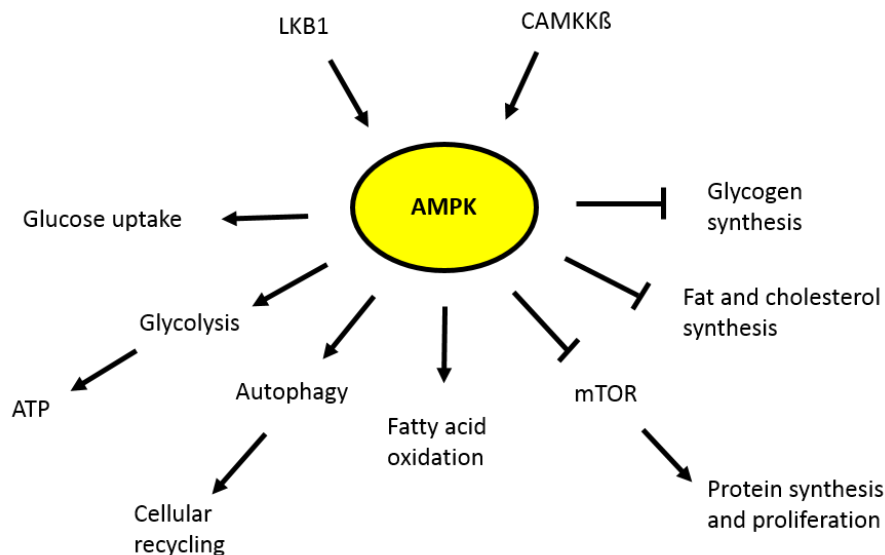 LKB1
CAMKKß
AMPK
Glucose uptake
Glycogen
synthesis
Glycolysis
Fat and cholesterol
synthesis
ATP
Autophagy
Fatty acid
oxidation
mTOR
Cellular
recycling
Protein synthesis
and proliferation